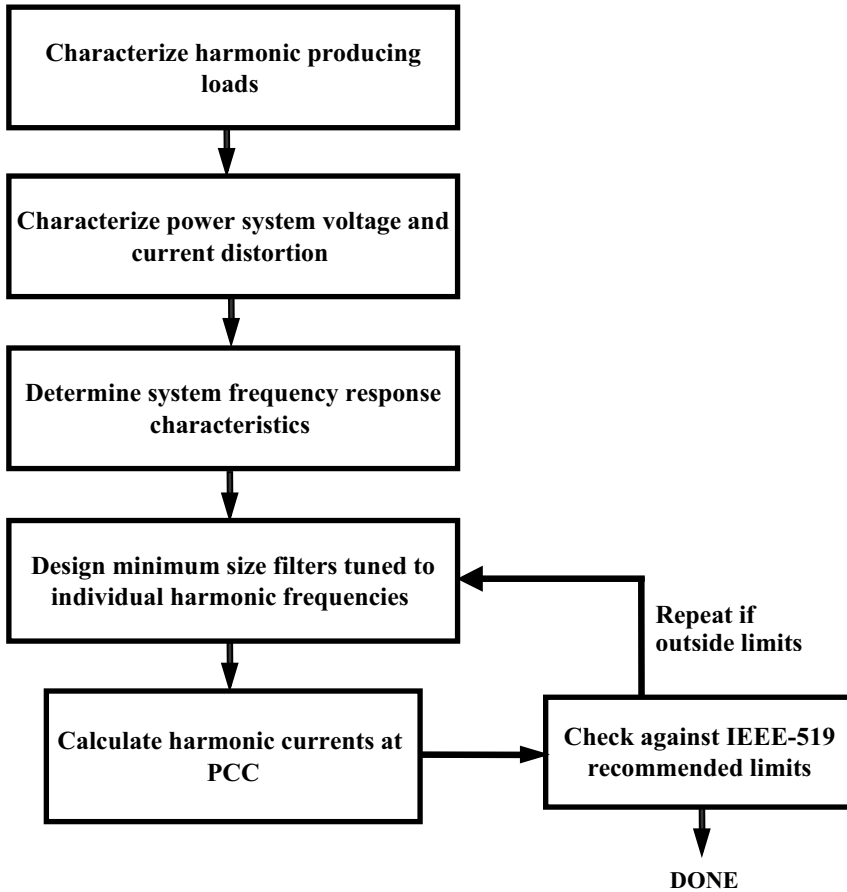 Characterize harmonic producing
loads
Characterize power system voltage and
current distortion
Determine system frequency response
characteristics
Design minimum size filters tuned to
individual harmonic frequencies
Repeat if
outside limits
Calculate harmonic currents at
PCC
Check against IEEE-519
recommended limits
DONE